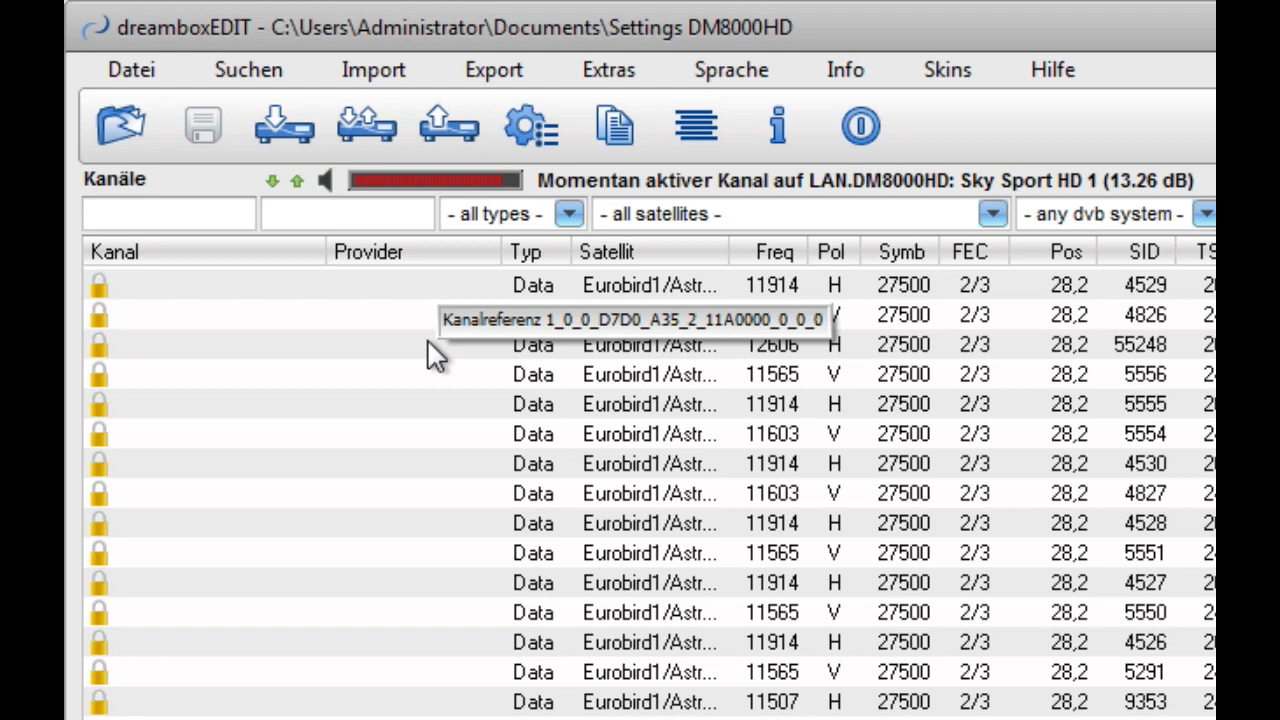 dreamboxEDIT - C:\Users\Administrator\Documents\Settings DM8000HD
Datei Suchen Import Export Extras Sprache Info Skins Hilfe
Kanäle Momentan aktiver Kanal auf LAN.DM8000HD: Sky Sport HD 1 (13.26 dB)
- all types - - all satellites - - any dvb system -
Kanal Provider Typ Satellit Freq Pol Symb FEC Pos SID TS
Data Eurobird1/Astr... 11914 H 27500 2/3 28,2 4529
Kanalreferenz 1_0_0_D7D0_A35_2_11A0000_0_0_0 V 27500 2/3 28,2 4826
Data Eurobird1/Astr... 12606 H 27500 2/3 28,2 55248
Data Eurobird1/Astr... 11565 V 27500 2/3 28,2 5556
Data Eurobird1/Astr... 11914 H 27500 2/3 28,2 5555
Data Eurobird1/Astr... 11603 V 27500 2/3 28,2 5554
Data Eurobird1/Astr... 11914 H 27500 2/3 28,2 4530
Data Eurobird1/Astr... 11603 V 27500 2/3 28,2 4827
Data Eurobird1/Astr... 11914 H 27500 2/3 28,2 4528
Data Eurobird1/Astr... 11565 V 27500 2/3 28,2 5551
Data Eurobird1/Astr... 11914 H 27500 2/3 28,2 4527
Data Eurobird1/Astr... 11565 V 27500 2/3 28,2 5550
Data Eurobird1/Astr... 11914 H 27500 2/3 28,2 4526
Data Eurobird1/Astr... 11565 V 27500 2/3 28,2 5291
Data Eurobird1/Astr... 11507 H 27500 2/3 28,2 9353